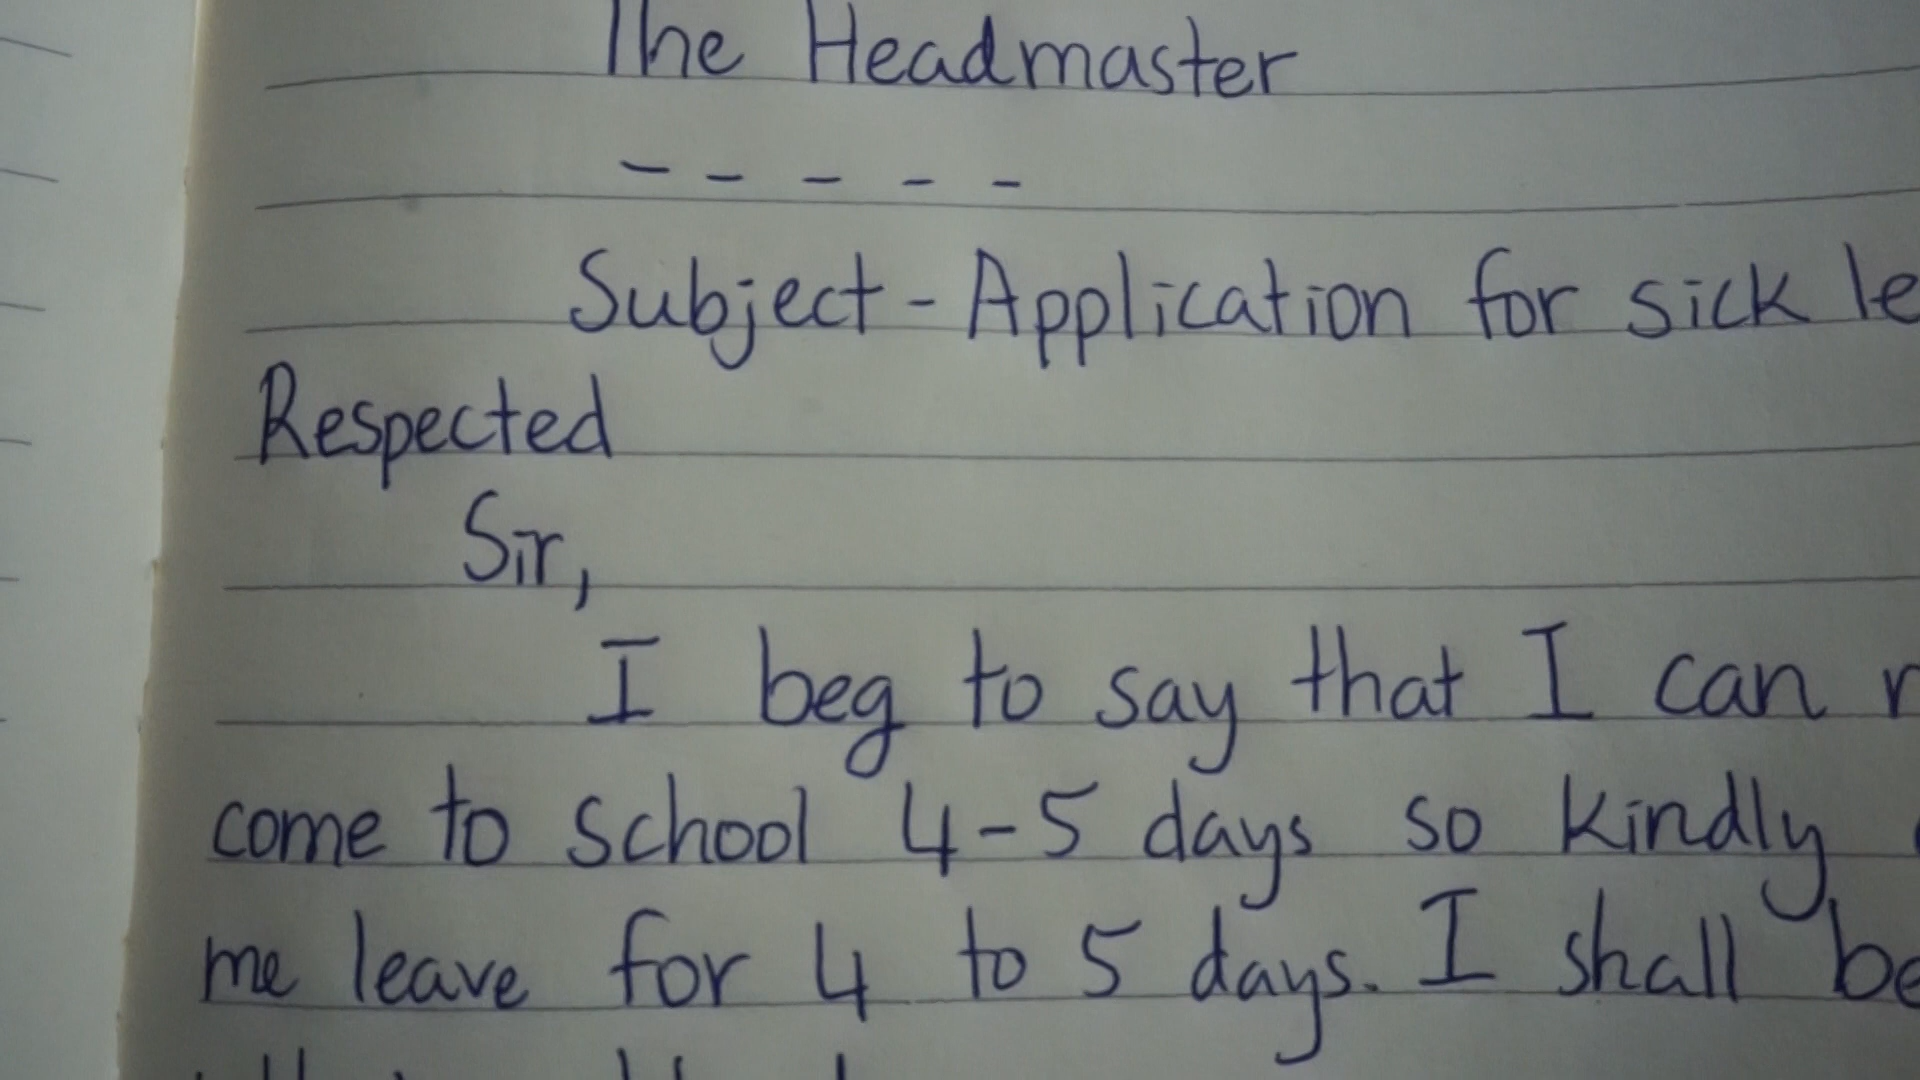 The Headmaster
- - - - -
Subject - Application for sick le
Respected
Sir,
I beg to say that I can
come to school 4-5 days so kindly
me leave for 4 to 5 days. I shall be